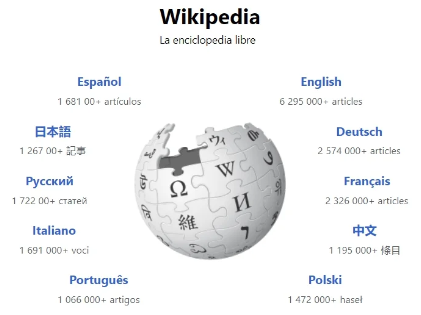 Wikipedia
La enciclopedia libre
Español
1 681 00+ artículos
English
6 295 000+ articles
日本語
1 267 00+ 記事
Deutsch
2 574 000+ articles
Русский
1 722 00+ статей
Français
2 326 000+ articles
Italiano
1 691 000+ voci
中文
1 195 000+ 條目
Português
1 066 000+ artigos
Polski
1 472 000+ haseł
Ω
W
И
維
7